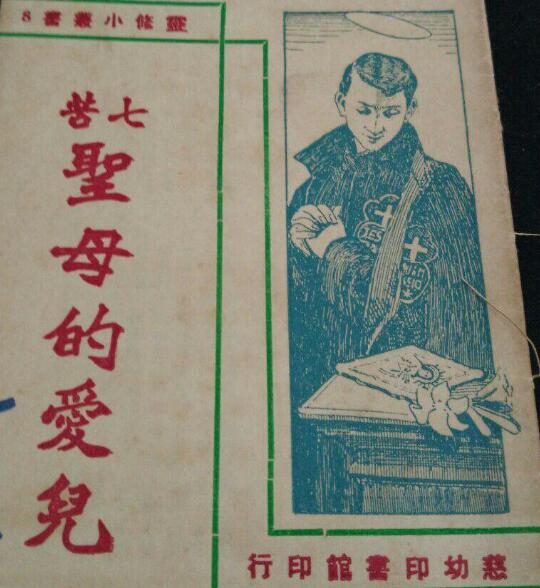 靈修小叢書 8
七苦
聖母的愛兒
慈幼印書館印行